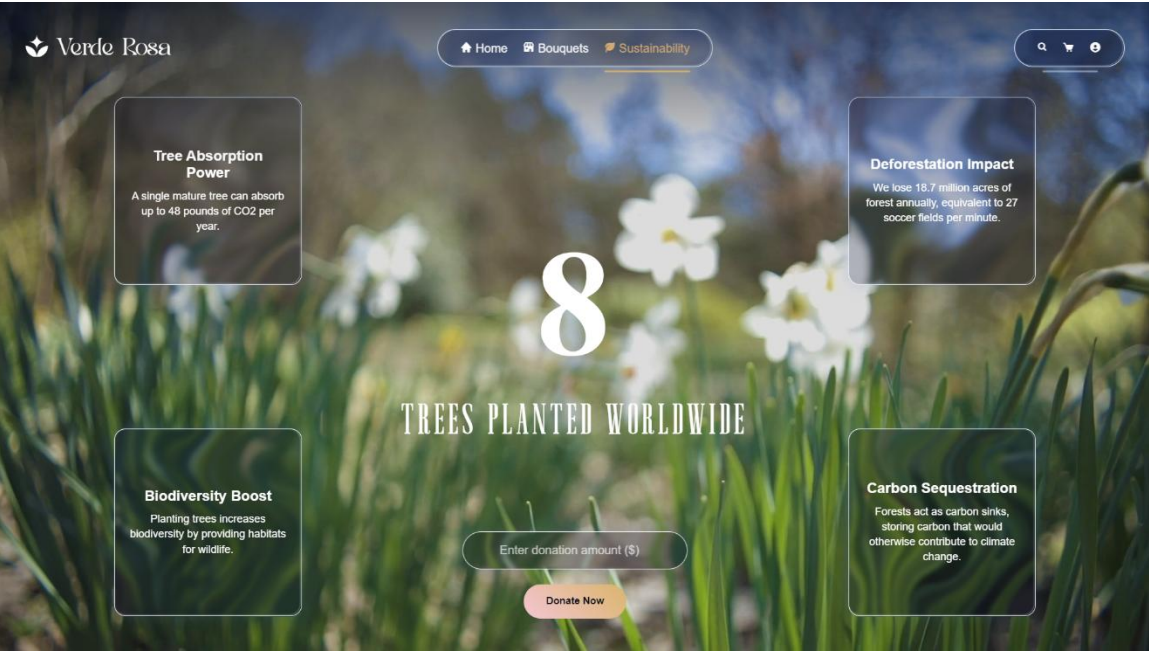 Verde Rosa
Home
Bouquets
Sustainability
Tree Absorption
Power
A single mature tree can absorb
up to 48 pounds of CO2 per
year.
Deforestation Impact
We lose 18.7 million acres of
forest annually, equivalent to 27
soccer fields per minute.
8
TREES PLANTED WORLDWIDE
Biodiversity Boost
Planting trees increases
biodiversity by providing habitats
for wildlife.
Carbon Sequestration
Forests act as carbon sinks,
storing carbon that would
otherwise contribute to climate
change.
Enter donation amount ($)
Donate Now